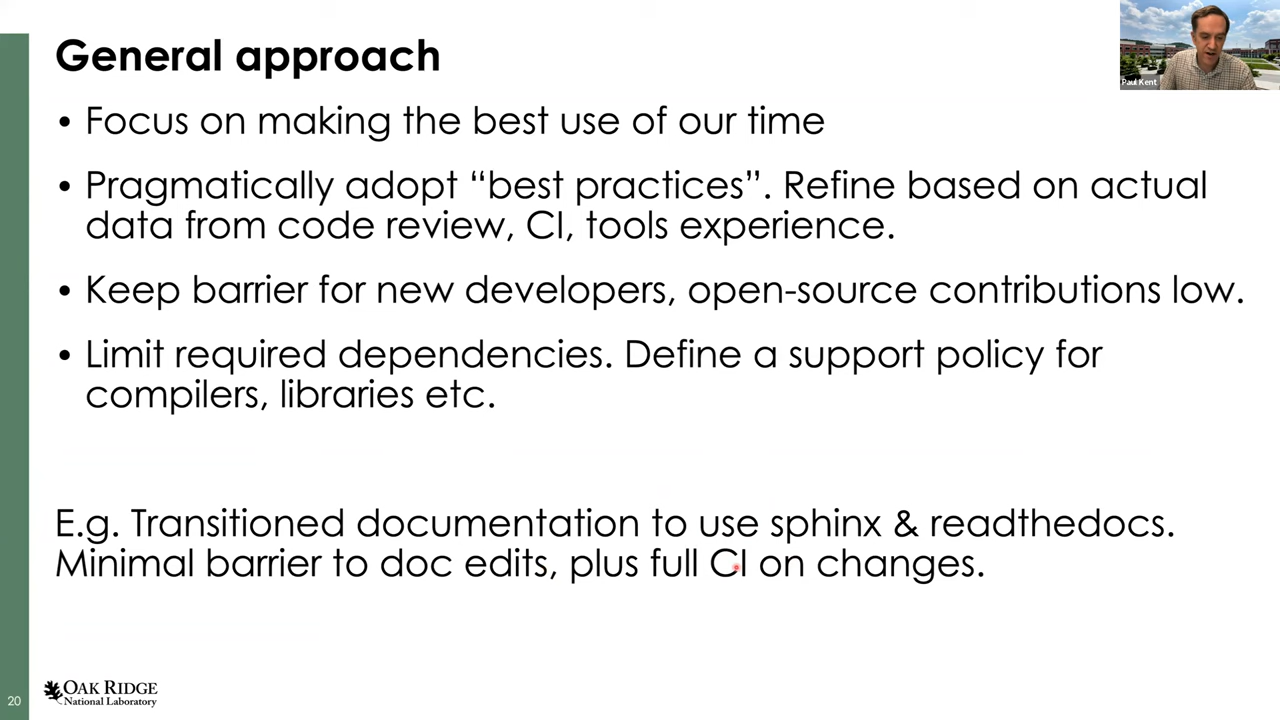 General approach
Paul Kent
• Focus on making the best use of our time
• Pragmatically adopt “best practices”. Refine based on actual
data from code review, CI, tools experience.
• Keep barrier for new developers, open-source contributions low.
• Limit required dependencies. Define a support policy for
compilers, libraries etc.
E.g. Transitioned documentation to use sphinx & readthedocs.
Minimal barrier to doc edits, plus full CI on changes.
20
OAK RIDGE
National Laboratory